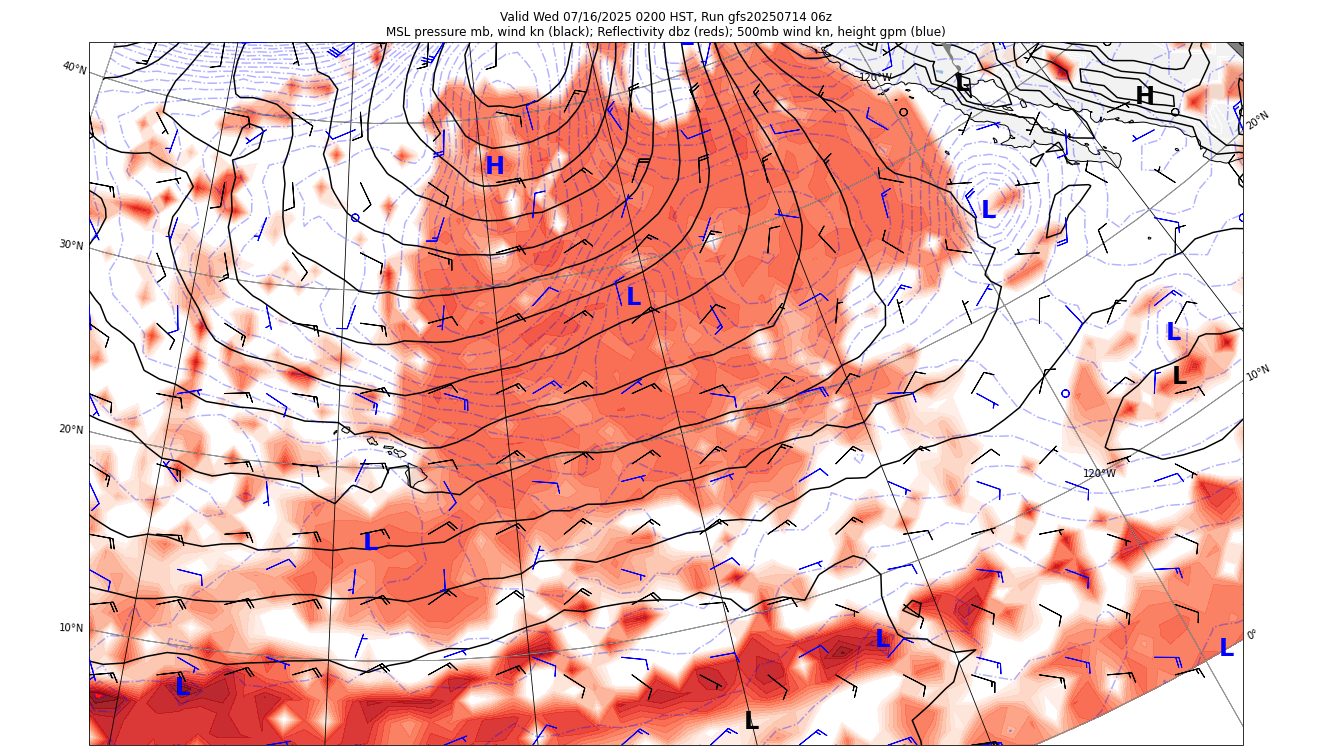 Valid Wed 07/16/2025 0200 HST, Run gfs20250714 06z
MSL pressure mb, wind kn (black); Reflectivity dbz (reds); 500mb wind kn, height gpm (blue)
L
40°N
120°W
L
H
20°N
H
L
30°N
L
L
L
10°N
20°N
120°W
L
10°N
L
0°
L
L
L